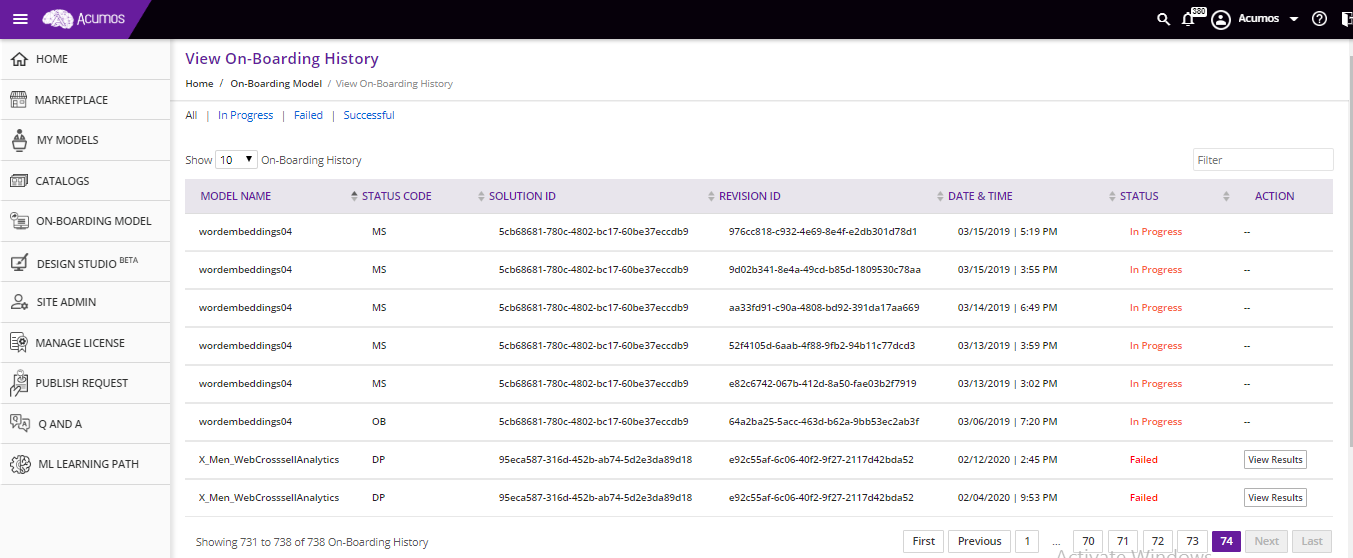 Acumos
380
Acumos
HOME
MARKETPLACE
MY MODELS
CATALOGS
ON-BOARDING MODEL
DESIGN STUDIO BETA
SITE ADMIN
MANAGE LICENSE
PUBLISH REQUEST
Q AND A
ML LEARNING PATH
View On-Boarding History
Home / On-Boarding Model / View On-Boarding History
All | In Progress | Failed | Successful
Show 10 On-Boarding History
Filter
MODEL NAME STATUS CODE SOLUTION ID REVISION ID DATE & TIME STATUS ACTION
wordembeddings04 MS 5cb68681-780c-4802-bc17-60be37eccdb9 976cc818-c932-4e69-8e4f-e2db301d78d1 03/15/2019 | 5:19 PM In Progress --
wordembeddings04 MS 5cb68681-780c-4802-bc17-60be37eccdb9 9d02b341-8e4a-49cd-b85d-1809530c78aa 03/15/2019 | 3:55 PM In Progress --
wordembeddings04 MS 5cb68681-780c-4802-bc17-60be37eccdb9 aa33fd91-c90a-4808-bd92-391da17aa669 03/14/2019 | 6:49 PM In Progress --
wordembeddings04 MS 5cb68681-780c-4802-bc17-60be37eccdb9 52f4105d-6aab-4f88-9fb2-94b11c77dcd3 03/13/2019 | 3:59 PM In Progress --
wordembeddings04 MS 5cb68681-780c-4802-bc17-60be37eccdb9 e82c6742-067b-412d-8a50-fae03b2f7919 03/13/2019 | 3:02 PM In Progress --
wordembeddings04 OB 5cb68681-780c-4802-bc17-60be37eccdb9 64a2ba25-5acc-463d-b62a-9bb53ec2ab3f 03/06/2019 | 7:20 PM In Progress --
X_Men_WebCrosssellAnalytics DP 95eca587-316d-452b-ab74-5d2e3da89d18 e92c55af-6c06-40f2-9f27-2117d42bda52 02/12/2020 | 2:45 PM Failed View Results
X_Men_WebCrosssellAnalytics DP 95eca587-316d-452b-ab74-5d2e3da89d18 e92c55af-6c06-40f2-9f27-2117d42bda52 02/04/2020 | 9:53 PM Failed View Results
Showing 731 to 738 of 738 On-Boarding History
First Previous 1 ... 70 71 72 73 74 Next Last
Activate Windows